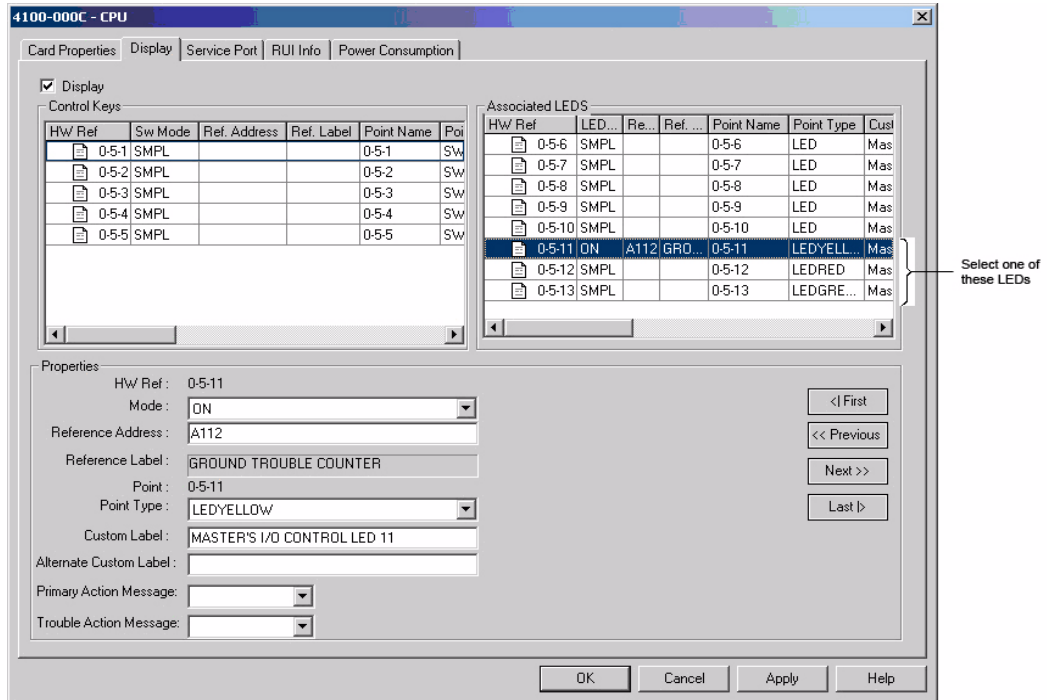 4100-000C - CPU
Card Properties Display Service Port RUI Info Power Consumption
Display
Control Keys
HW Ref Sw Mode Ref. Address Ref. Label Point Name Poi
0-5-1 SMPL 0-5-1 SW
0-5-2 SMPL 0-5-2 SW
0-5-3 SMPL 0-5-3 SW
0-5-4 SMPL 0-5-4 SW
0-5-5 SMPL 0-5-5 SW
Associated LEDS
HW Ref LED... Re... Ref. ... Point Name Point Type Cust
0-5-6 SMPL 0-5-6 LED Mas
0-5-7 SMPL 0-5-7 LED Mas
0-5-8 SMPL 0-5-8 LED Mas
0-5-9 SMPL 0-5-9 LED Mas
0-5-10 SMPL 0-5-10 LED Mas
0-5-11 ON A112 GRO... 0-5-11 LEDYELL... Mas
0-5-12 SMPL 0-5-12 LEDRED Mas
0-5-13 SMPL 0-5-13 LEDGRE... Mas
Select one of
these LEDs
Properties
HW Ref : 0-5-11
Mode : ON
Reference Address : A112
Reference Label : GROUND TROUBLE COUNTER
Point : 0-5-11
Point Type : LEDYELLOW
Custom Label : MASTER'S I/O CONTROL LED 11
Alternate Custom Label :
Primary Action Message:
Trouble Action Message:
<| First
<< Previous
Next >>
Last |>
OK Cancel Apply Help